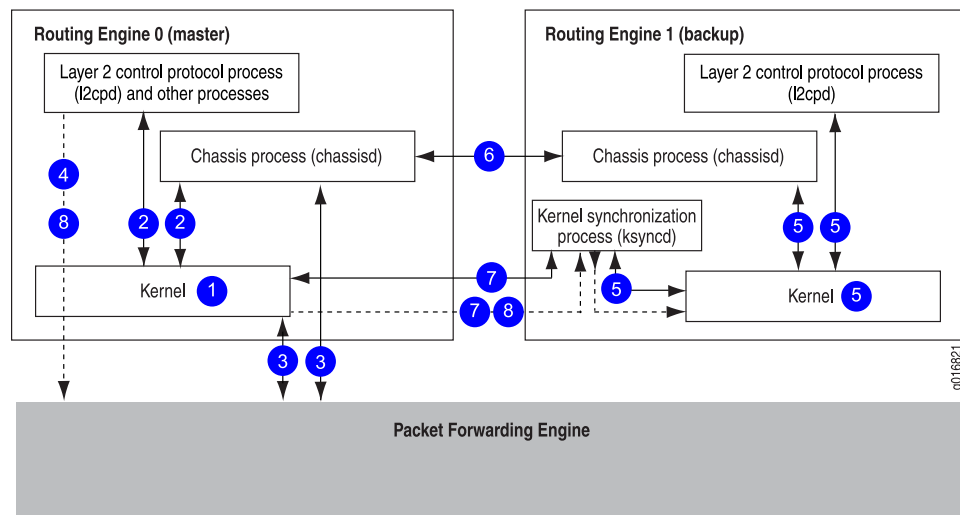 Routing Engine 0 (master)
Routing Engine 1 (backup)
Layer 2 control protocol process
(l2cpd) and other processes
Layer 2 control protocol process
(l2cpd)
Chassis process (chassisd)
6
Chassis process (chassisd)
4
8
2
2
Kernel synchronization
process (ksyncd)
5
5
7
Kernel 1
5
Kernel 5
7
8
3
3
g016821
Packet Forwarding Engine